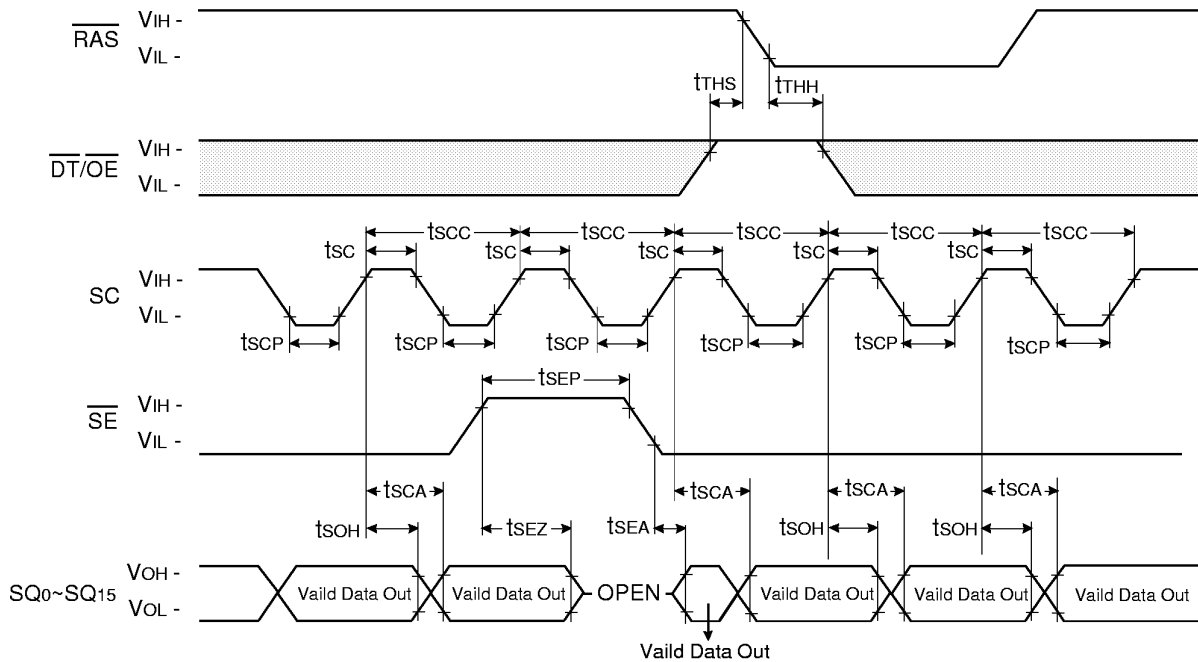 VIH -
RAS
VIL -
tTHS
tTHH
VIH -
DT/OE
VIL -
tSCC tSCC tSCC tSCC tSCC
tSC tSC tSC tSC tSC
VIH -
SC
VIL -
tSCP tSCP tSCP tSCP tSCP tSCP
tSEP
VIH -
SE
VIL -
tSCA tSCA tSCA tSCA
tSOH tSEZ tSEA tSOH tSOH
VOH -
SQ0~SQ15 Vaild Data Out Vaild Data Out OPEN Vaild Data Out Vaild Data Out Vaild Data Out
VOL -
Vaild Data Out